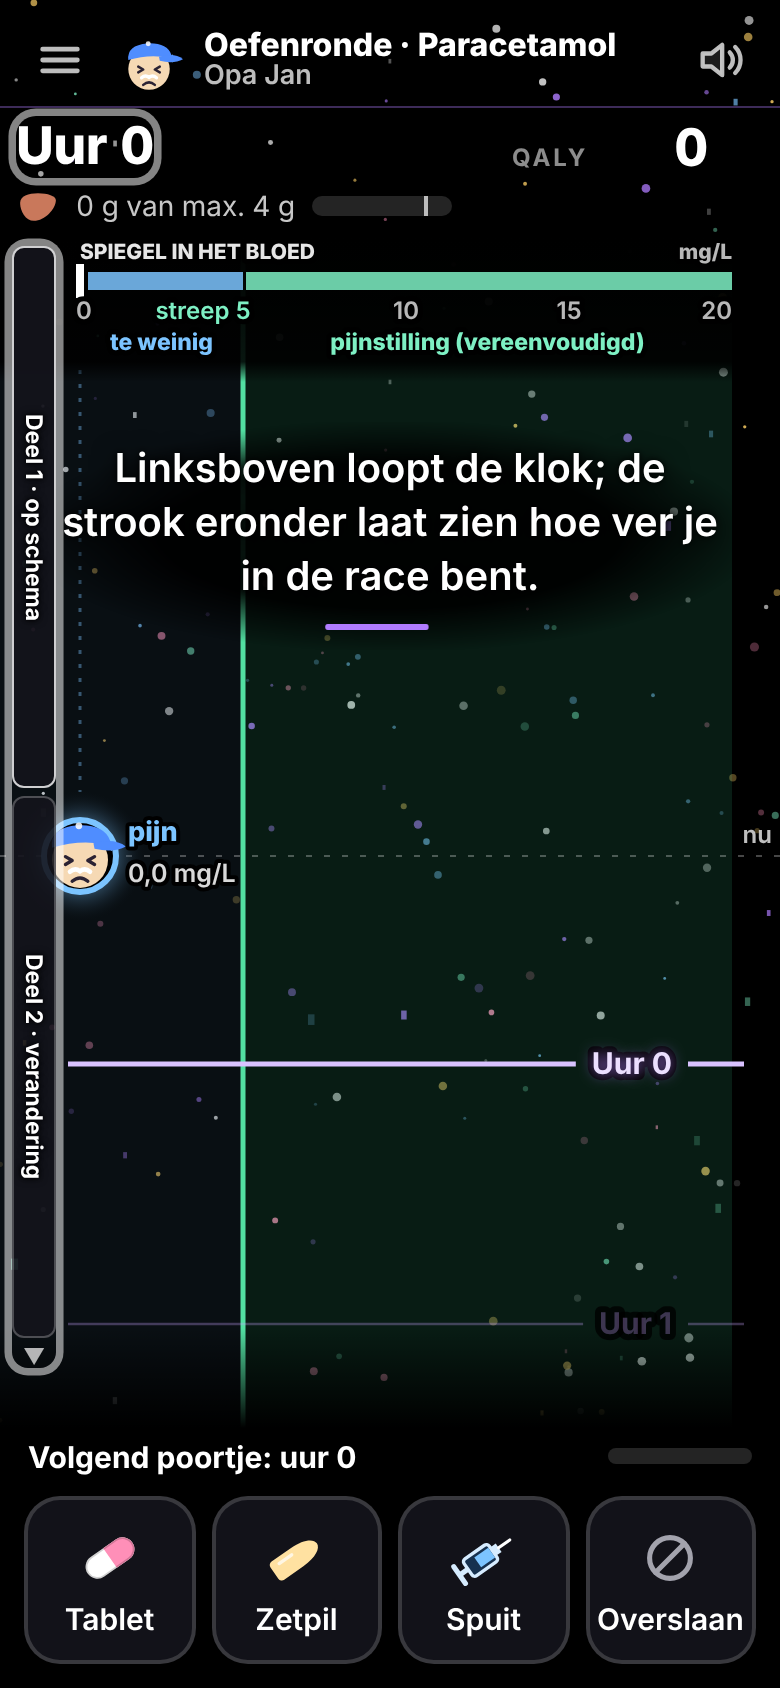 Oefenronde · Paracetamol
Opa Jan
Uur 0
QALY 0
0 g van max. 4 g
SPIEGEL IN HET BLOED mg/L
0 streep 5 10 15 20
te weinig pijnstilling (vereenvoudigd)
Deel 1 · op schema
Linksboven loopt de klok; de
strook eronder laat zien hoe ver je
in de race bent.
pijn
nu
0,0 mg/L
Deel 2 · verandering
Uur 0
Uur 1
Volgend poortje: uur 0
Tablet Zetpil Spuit Overslaan